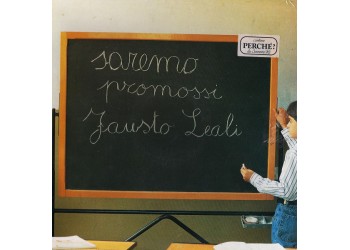 saremo
promossi
Fausto Leali
PERCHÉ?